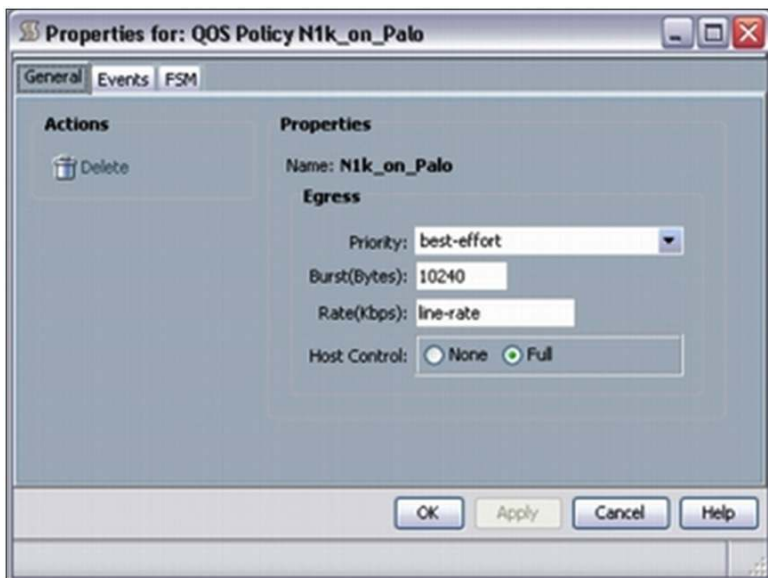 Properties for: QOS Policy N1k_on_Palo
General Events FSM
Actions
Delete
Properties
Name: N1k_on_Palo
Egress
Priority: best-effort
Burst(Bytes): 10240
Rate(Kbps): line-rate
Host Control: None Full
OK Apply Cancel Help